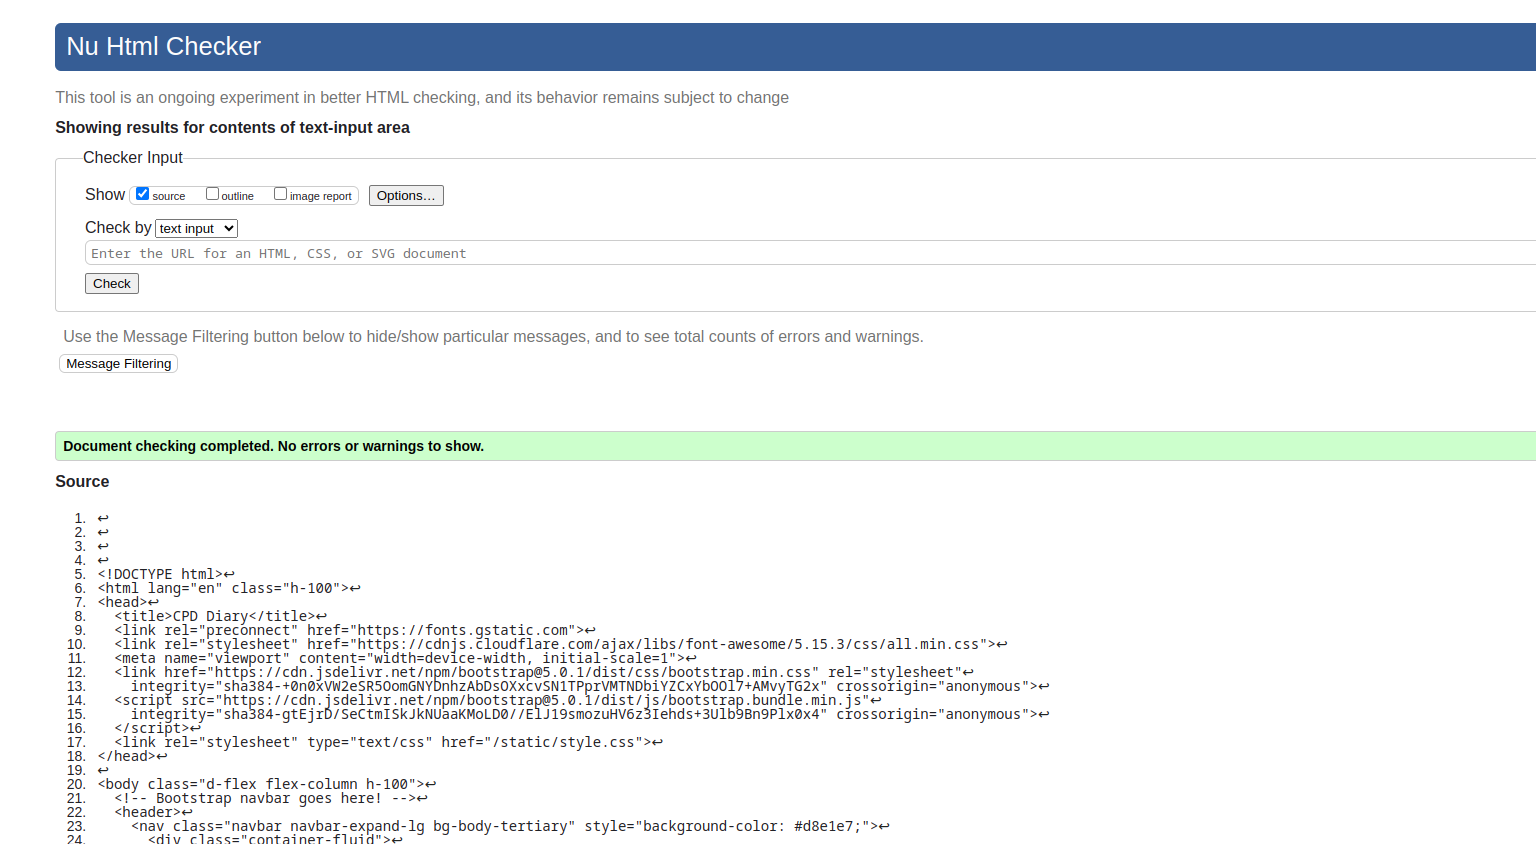 Nu Html Checker
This tool is an ongoing experiment in better HTML checking, and its behavior remains subject to change
Showing results for contents of text-input area
Checker Input
Show source outline image report Options…
Check by text input
Enter the URL for an HTML, CSS, or SVG document
Check
Use the Message Filtering button below to hide/show particular messages, and to see total counts of errors and warnings.
Message Filtering
Document checking completed. No errors or warnings to show.
Source
1. ↩
2. ↩
3. ↩
4. ↩
5. <!DOCTYPE html>↩
6. <html lang="en" class="h-100">↩
7. <head>↩
8. <title>CPD Diary</title>↩
9. <link rel="preconnect" href="https://fonts.gstatic.com">↩
10. <link rel="stylesheet" href="https://cdnjs.cloudflare.com/ajax/libs/font-awesome/5.15.3/css/all.min.css">↩
11. <meta name="viewport" content="width=device-width, initial-scale=1">↩
12. <link href="https://cdn.jsdelivr.net/npm/bootstrap@5.0.1/dist/css/bootstrap.min.css" rel="stylesheet"↩
13. integrity="sha384-+0n0xVW2eSR5OomGNYDnhzAbDsOXxcvSN1TPprVMTNDbiYZCxYbOOl7+AMvyTG2x" crossorigin="anonymous">↩
14. <script src="https://cdn.jsdelivr.net/npm/bootstrap@5.0.1/dist/js/bootstrap.bundle.min.js"↩
15. integrity="sha384-gtEjrD/SeCtmISkJkNUaaKMoLD0//ElJ19smozuHV6z3Iehds+3Ulb9Bn9Plx0x4" crossorigin="anonymous">↩
16. </script>↩
17. <link rel="stylesheet" type="text/css" href="/static/style.css">↩
18. </head>↩
19. ↩
20. <body class="d-flex flex-column h-100">↩
21. <!-- Bootstrap navbar goes here! -->↩
22. <header>↩
23. <nav class="navbar navbar-expand-lg bg-body-tertiary" style="background-color: #d8e1e7;">↩
24. <div class="container-fluid">↩